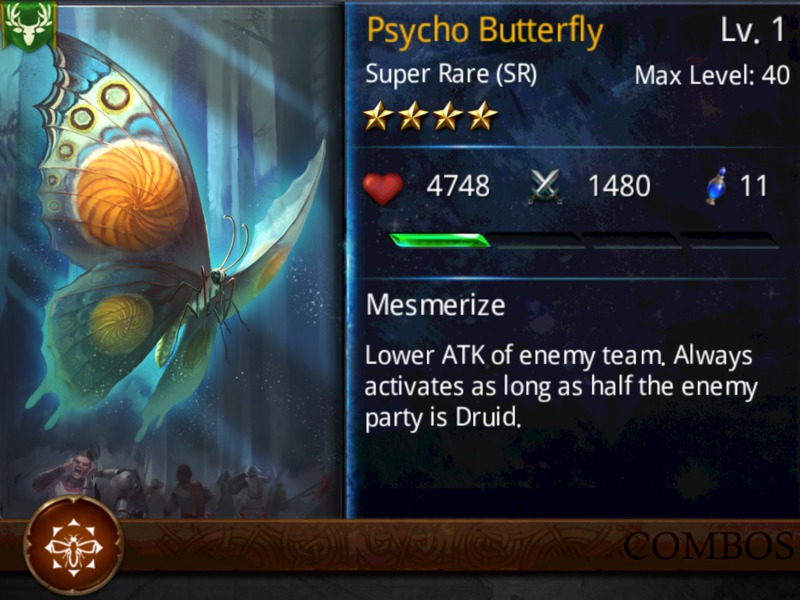 Psycho Butterfly Lv. 1
Super Rare (SR) Max Level: 40
4748 1480 11
Mesmerize
Lower ATK of enemy team. Always
activates as long as half the enemy
party is Druid.
COMBOS